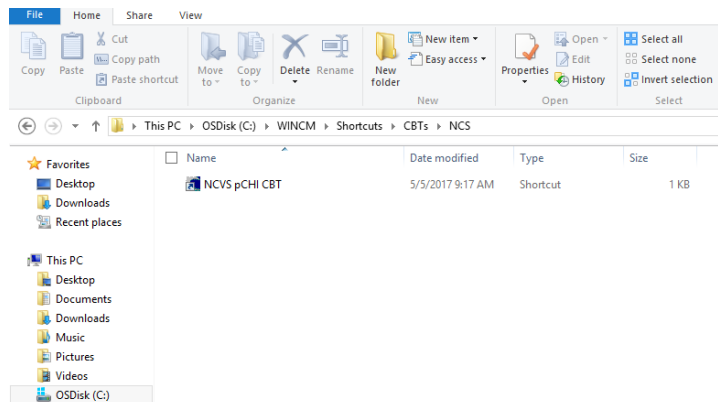 File Home Share View
Cut
Copy path
Paste shortcut
Copy
Paste
Clipboard
Move to
Copy to
Delete
Rename
Organize
New folder
New item
Easy access
New
Properties
Open
Edit
History
Open
Select all
Select none
Invert selection
Select
This PC OSDisk (C:) WINCM Shortcuts CBTs NCS
Name Date modified Type Size
NCVS pCHI CBT 5/5/2017 9:17 AM Shortcut 1 KB
Favorites
Desktop
Downloads
Recent places
This PC
Desktop
Documents
Downloads
Music
Pictures
Videos
OSDisk (C:)